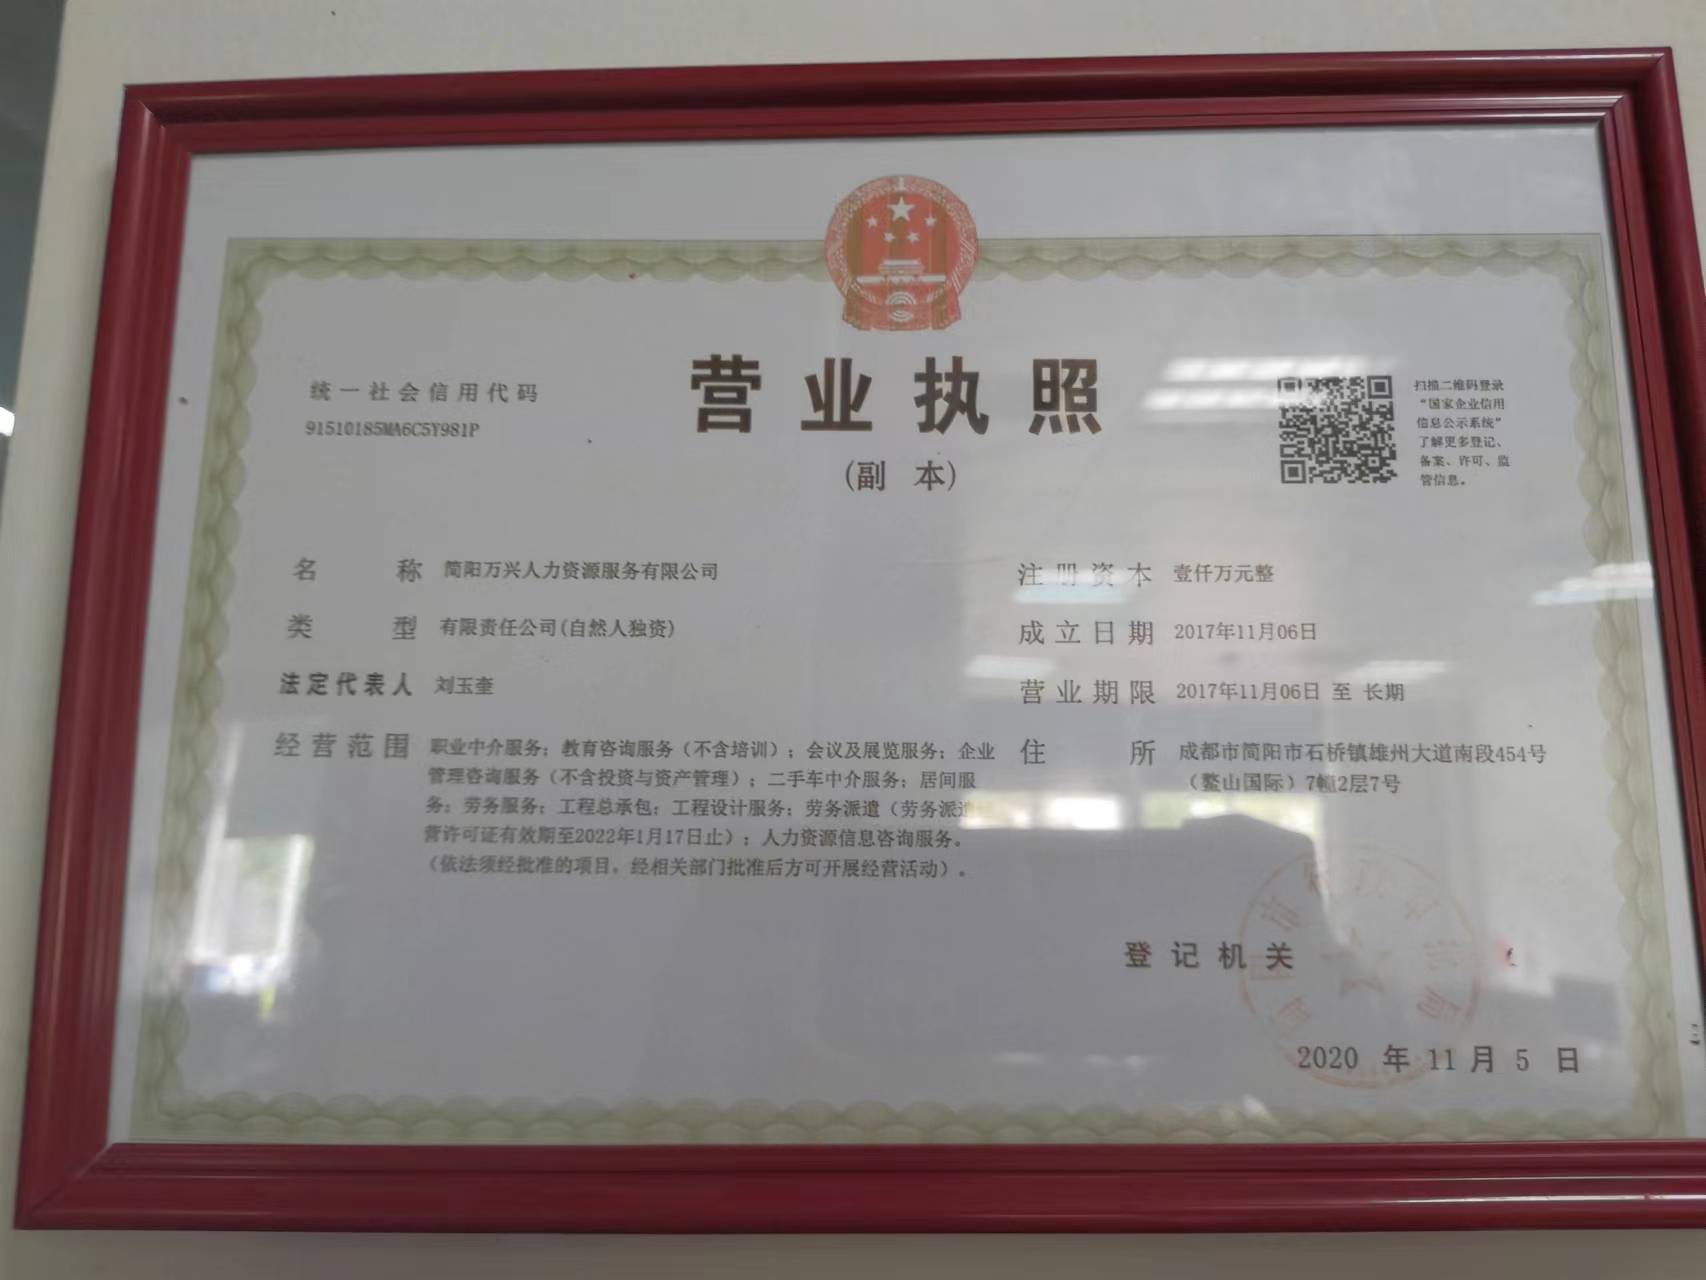 营业执照
(副 本)
统一社会信用代码
91510185MA6C5Y981P
扫描二维码登录
“国家企业信用
信息公示系统”
了解更多登记、
备案、许可、监
管信息。
名 称 简阳万兴人力资源服务有限公司
类 型 有限责任公司(自然人独资)
法定代表人 刘玉奎
经营范围 职业中介服务；教育咨询服务（不含培训）；会议及展览服务；企业
管理咨询服务（不含投资与资产管理）；二手车中介服务；居间服
务；劳务服务；工程总承包；工程设计服务；劳务派遣（劳务派遣经
营许可证有效期至2022年1月17日止）；人力资源信息咨询服务。
（依法须经批准的项目，经相关部门批准后方可开展经营活动）。
注册资本 壹仟万元整
成立日期 2017年11月06日
营业期限 2017年11月06日 至 长期
住 所 成都市简阳市石桥镇雄州大道南段454号
（鳌山国际）7幢2层7号
登记机关
2020 年 11 月 5 日